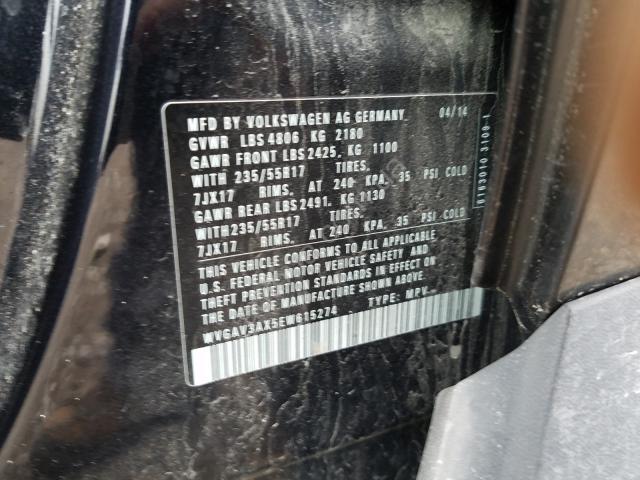 MFD BY VOLKSWAGEN AG GERMANY 04/14
GVWR LBS 4806 KG 2180
GAWR FRONT LBS 2425, KG 1100
WITH 235/55R17 TIRES.
7JX17 RIMS. AT 240 KPA. 35 PSI COLD
GAWR REAR LBS 2491. KG 1130
WITH 235/55R17 TIRES.
7JX17 RIMS. AT 240 KPA. 35 PSI COLD
THIS VEHICLE CONFORMS TO ALL APPLICABLE
U.S. FEDERAL MOTOR VEHICLE SAFETY AND
THEFT PREVENTION STANDARDS IN EFFECT ON
THE DATE OF MANUFACTURE SHOWN ABOVE.
WVGAV3AX5EW615274 TYPE: MPV